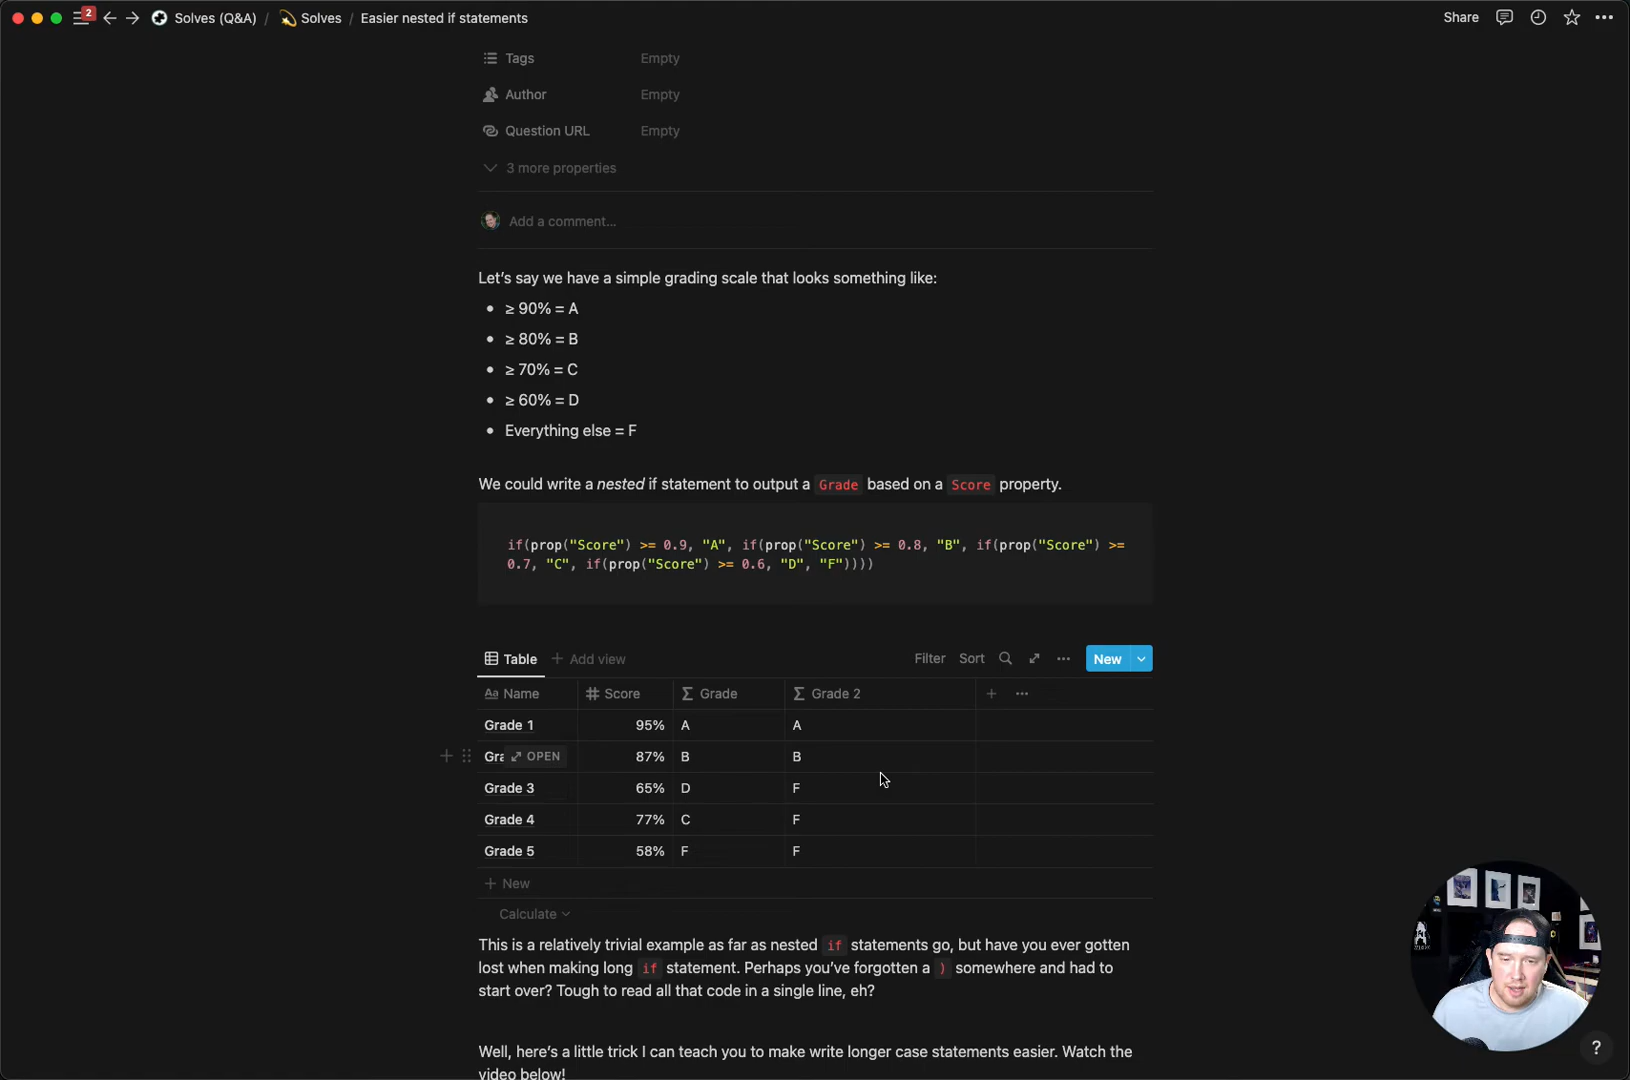 2
Solves (Q&A) / Solves / Easier nested if statements
Share
Tags Empty
Author Empty
Question URL Empty
3 more properties
Add a comment...
Let's say we have a simple grading scale that looks something like:
• ≥ 90% = A
• ≥ 80% = B
• ≥ 70% = C
• ≥ 60% = D
• Everything else = F
We could write a nested if statement to output a Grade based on a Score property.
if(prop("Score") >= 0.9, "A", if(prop("Score") >= 0.8, "B", if(prop("Score") >=
0.7, "C", if(prop("Score") >= 0.6, "D", "F"))))
Table + Add view Filter Sort New
Aa Name # Score Σ Grade Σ Grade 2 +
Grade 1 95% A A
Gra OPEN 87% B B
Grade 3 65% D F
Grade 4 77% C F
Grade 5 58% F F
+ New
Calculate
This is a relatively trivial example as far as nested if statements go, but have you ever gotten
lost when making long if statement. Perhaps you've forgotten a ) somewhere and had to
start over? Tough to read all that code in a single line, eh?
Well, here's a little trick I can teach you to make write longer case statements easier. Watch the
video below!
?